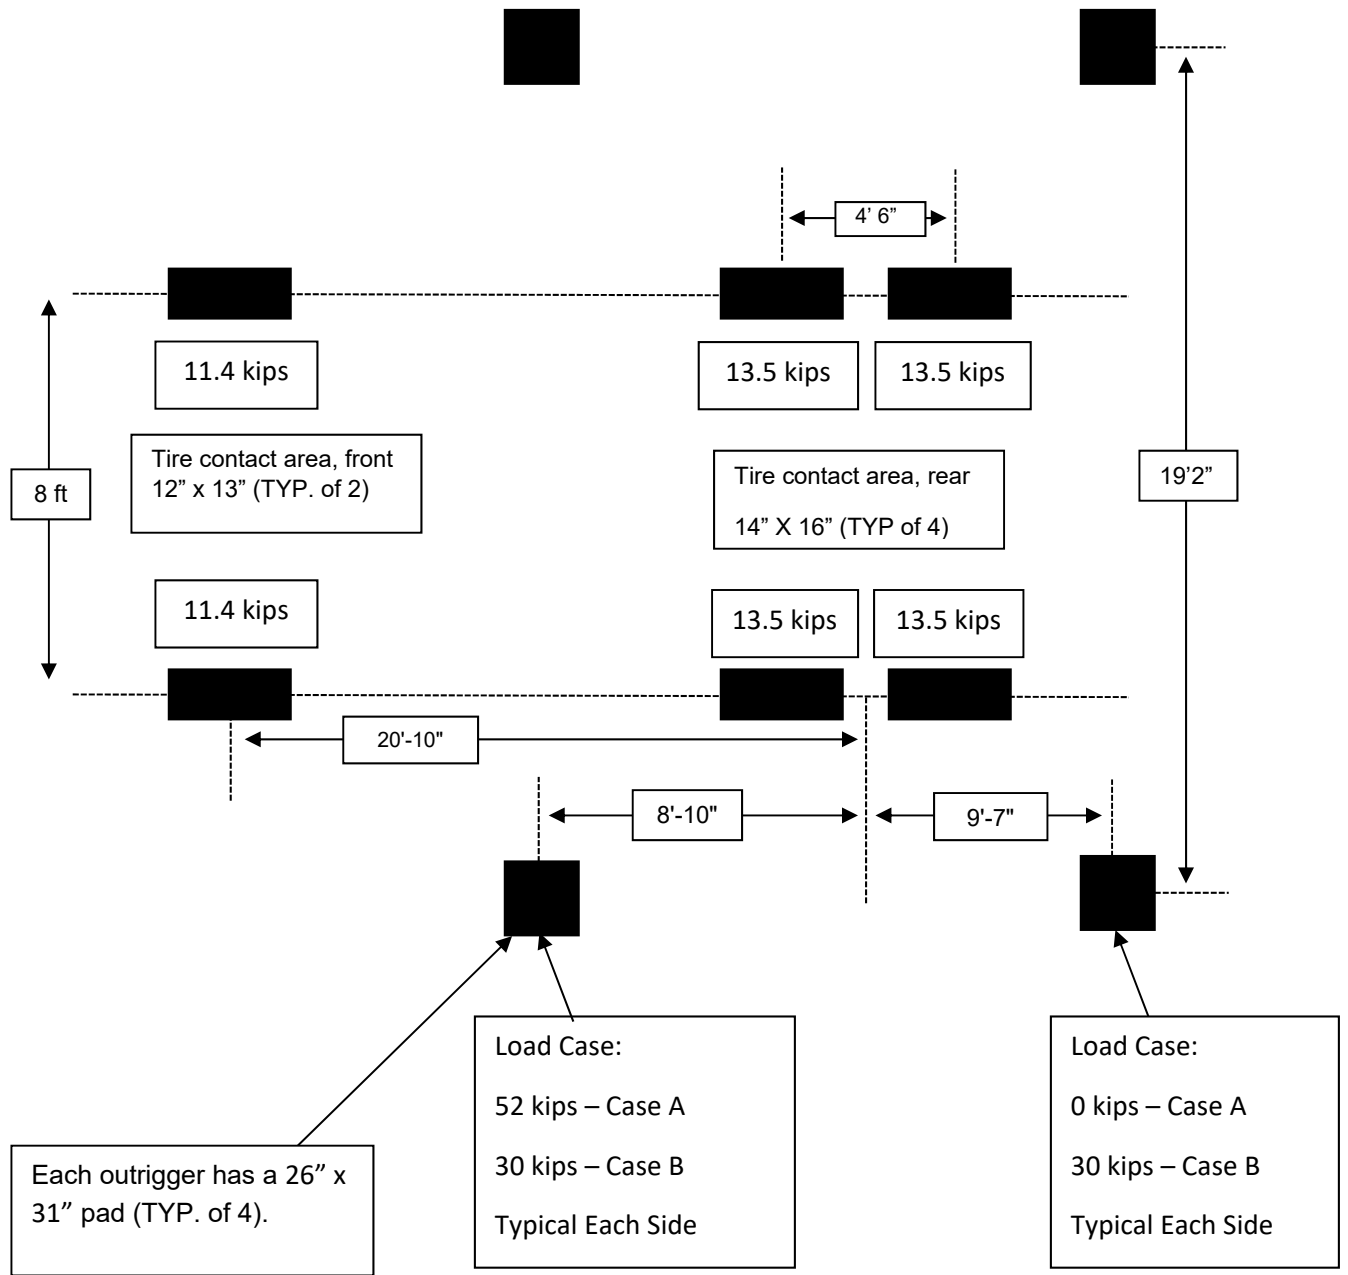 4’ 6”
11.4 kips
13.5 kips
13.5 kips
Tire contact area, front
12” x 13” (TYP. of 2)
Tire contact area, rear
14” X 16” (TYP of 4)
8 ft
19’2”
11.4 kips
13.5 kips
13.5 kips
20'-10"
8'-10"
9'-7"
Load Case:
52 kips – Case A
30 kips – Case B
Typical Each Side
Load Case:
0 kips – Case A
30 kips – Case B
Typical Each Side
Each outrigger has a 26” x
31” pad (TYP. of 4).